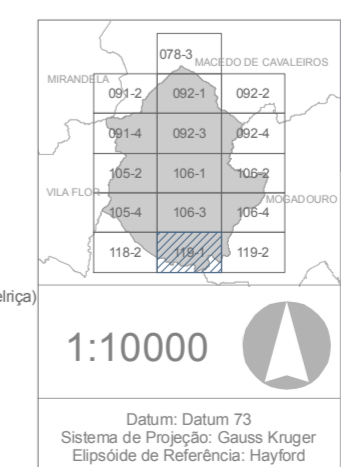 078-3
MACEDO DE CAVALEIROS
MIRANDELA
091-2 092-1 092-2
091-4 092-3 092-4
105-2 106-1 106-2
VILA FLOR
MOGADOURO
105-4 106-3 106-4
118-2 119-1 119-2
elriça)
1:10000
Datum: Datum 73
Sistema de Projeção: Gauss Kruger
Elipsóide de Referência: Hayford